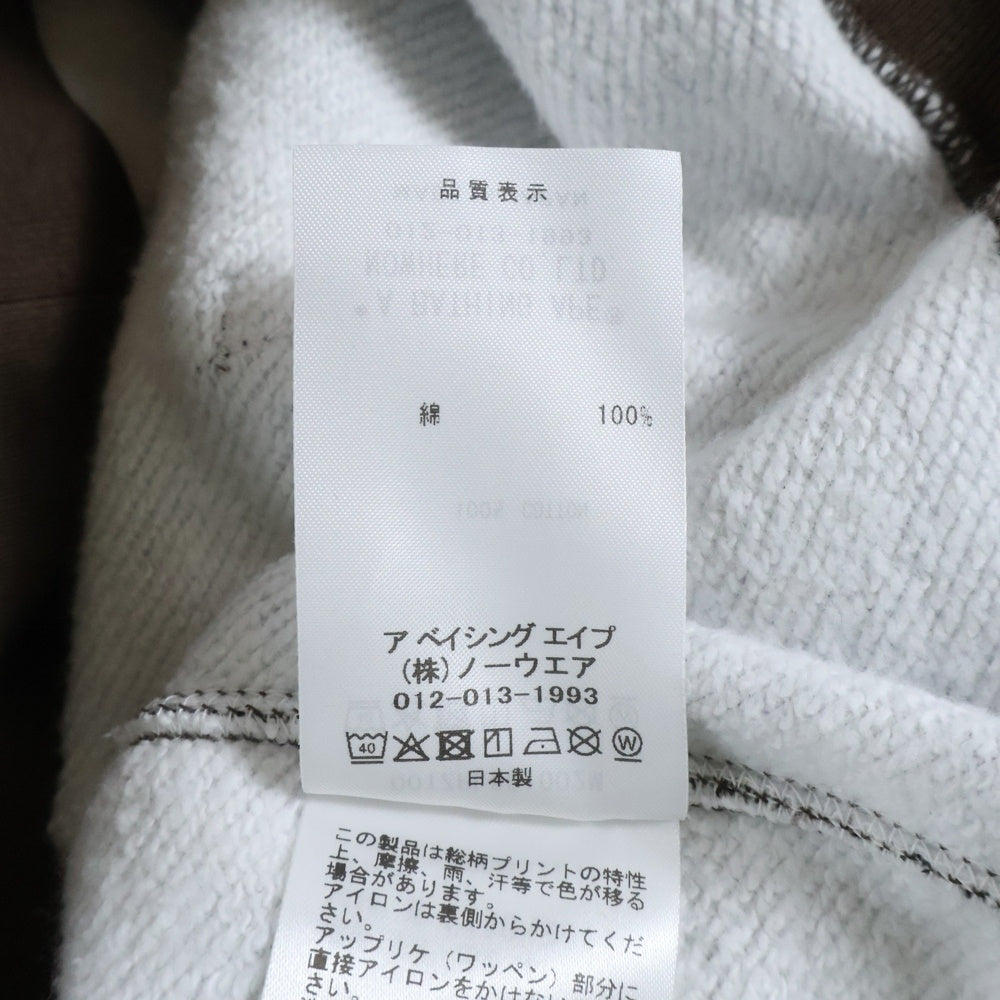 品質表示
綿 100%
ア ベイシング エイプ
(株)ノーウエア
012-013-1993
40
W
日本製
この製品は総柄プリントの特性
上、摩擦、雨、汗等で色が移る
場合があります。
アイロンは裏側からかけてくだ
さい。
アップリケ（ワッペン）部分に
直接アイロンをかけない
さい。